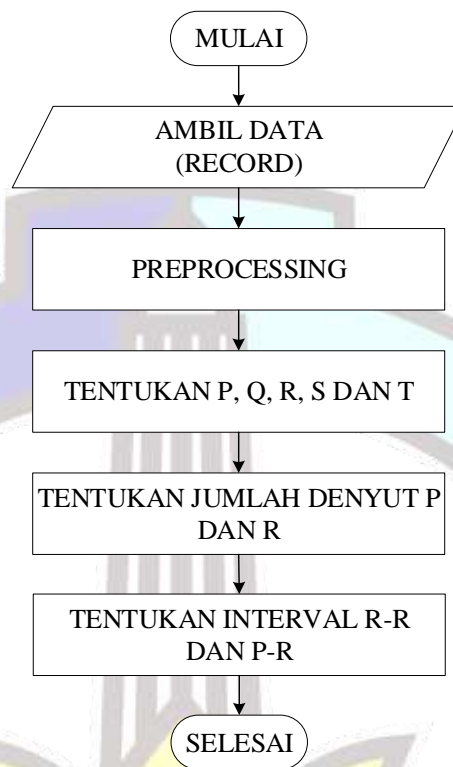 MULAI
AMBIL DATA
(RECORD)
PREPROCESSING
TENTUKAN P, Q, R, S DAN T
TENTUKAN JUMLAH DENYUT P
DAN R
TENTUKAN INTERVAL R-R
DAN P-R
SELESAI